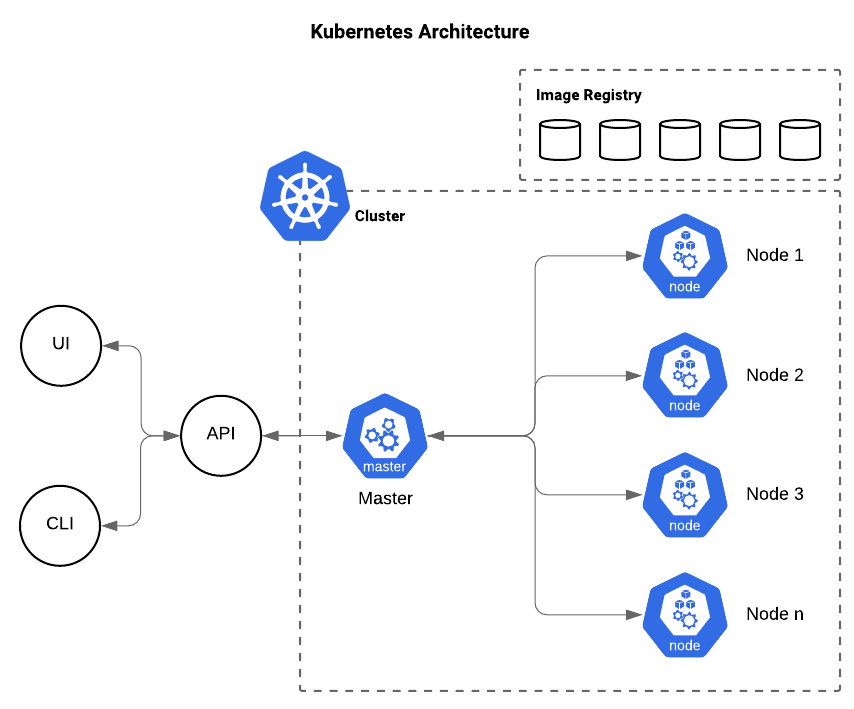 Kubernetes Architecture
Image Registry
Cluster
node
Node 1
UI
node
Node 2
API
master
Master
node
Node 3
CLI
node
Node n